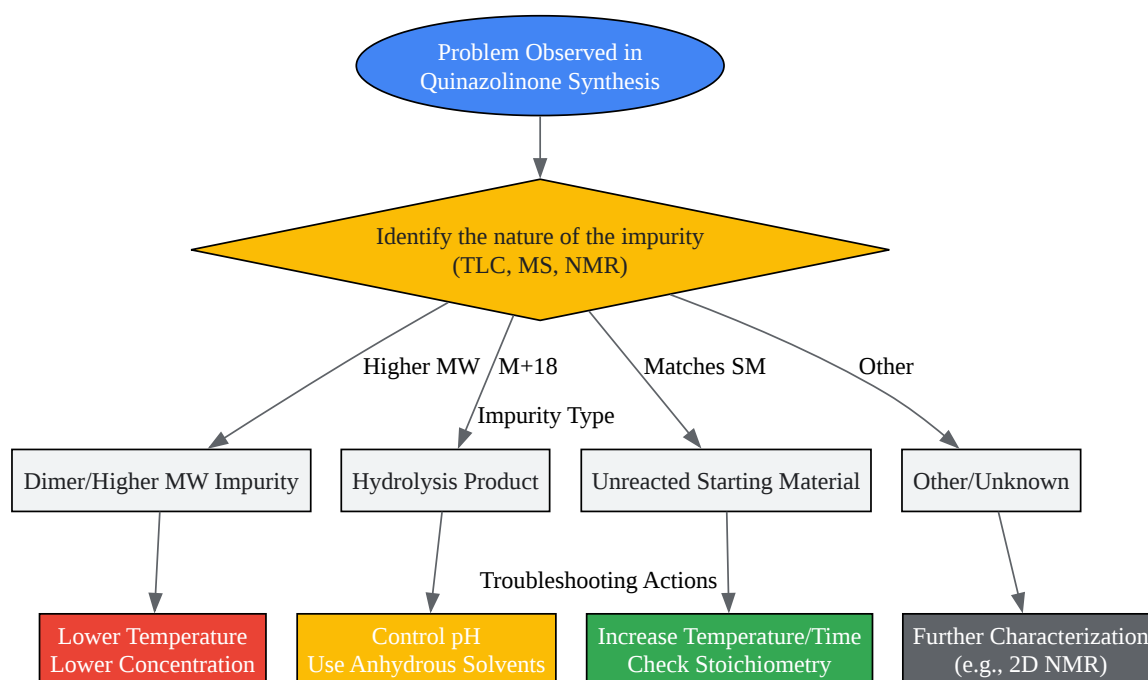 Problem Observed in
Quinazolinone Synthesis
Identify the nature of the impurity
(TLC, MS, NMR)
Higher MW
M+18
Matches SM
Other
Impurity Type
Dimer/Higher MW Impurity
Hydrolysis Product
Unreacted Starting Material
Other/Unknown
Troubleshooting Actions
Lower Temperature
Lower Concentration
Control pH
Use Anhydrous Solvents
Increase Temperature/Time
Check Stoichiometry
Further Characterization
(e.g., 2D NMR)